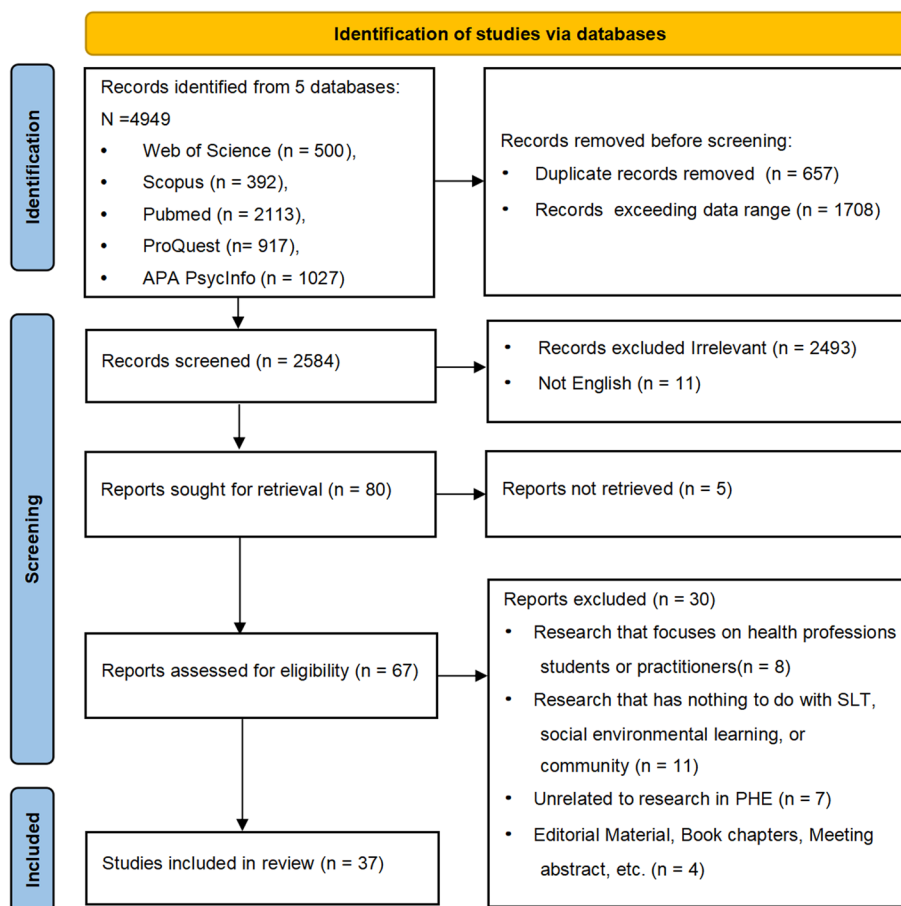 Identification of studies via databases
Identification
Records identified from 5 databases:
N =4949
• Web of Science (n = 500),
• Scopus (n = 392),
• Pubmed (n = 2113),
• ProQuest (n= 917),
• APA PsycInfo (n = 1027)
Records removed before screening:
• Duplicate records removed (n = 657)
• Records exceeding data range (n = 1708)
Screening
Records screened (n = 2584)
• Records excluded Irrelevant (n = 2493)
• Not English (n = 11)
Reports sought for retrieval (n = 80)
Reports not retrieved (n = 5)
Reports assessed for eligibility (n = 67)
Reports excluded (n = 30)
• Research that focuses on health professions
students or practitioners(n = 8)
• Research that has nothing to do with SLT,
social environmental learning, or
community (n = 11)
• Unrelated to research in PHE (n = 7)
• Editorial Material, Book chapters, Meeting
abstract, etc. (n = 4)
Included
Studies included in review (n = 37)